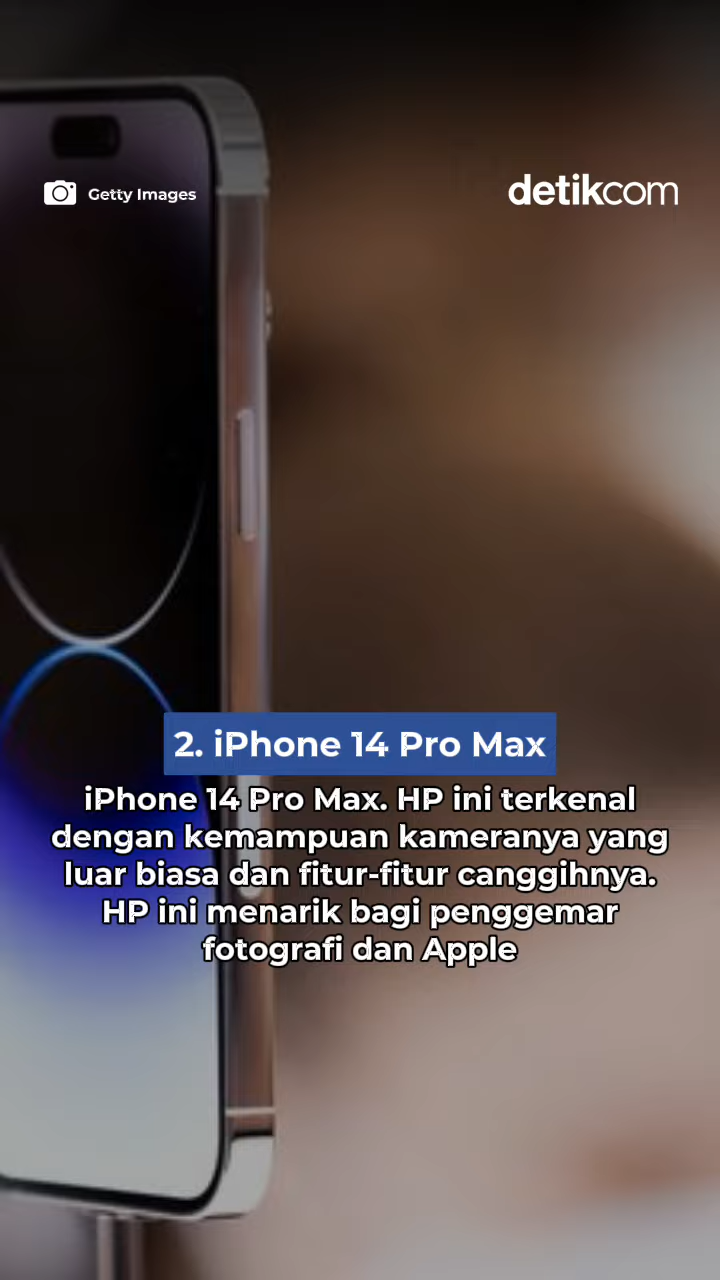 Getty Images
detikcom
2. iPhone 14 Pro Max
iPhone 14 Pro Max. HP ini terkenal
dengan kemampuan kameranya yang
luar biasa dan fitur-fitur canggihnya.
HP ini menarik bagi penggemar
fotografi dan Apple